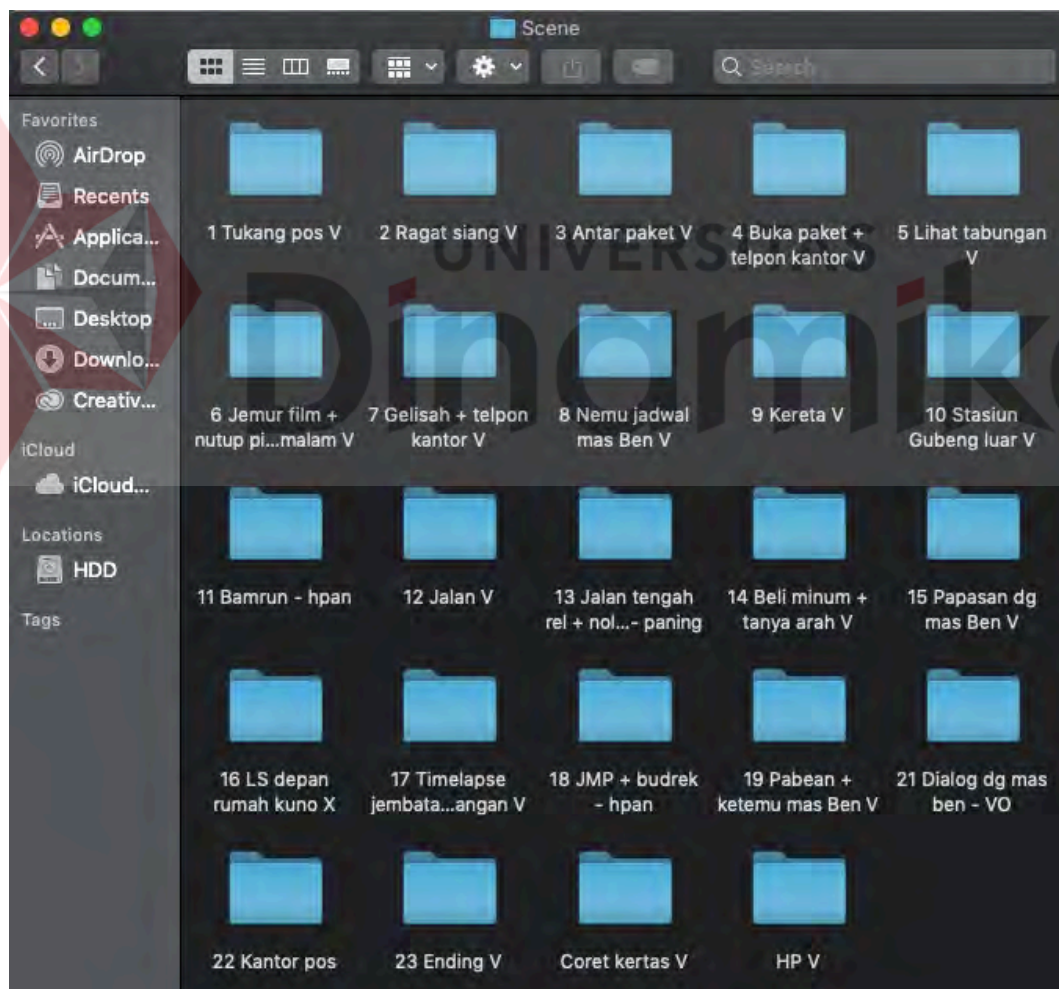 Scene
Search
Favorites
AirDrop
Recents
Applica...
Docum...
Desktop
Downlo...
Creativ...
iCloud
iCloud...
Locations
HDD
Tags
1 Tukang pos V
2 Ragat siang V
3 Antar paket V
4 Buka paket +
telpon kantor V
5 Lihat tabungan
V
6 Jemur film +
nutup pi...malam V
7 Gelisah + telpon
kantor V
8 Nemu jadwal
mas Ben V
9 Kereta V
10 Stasiun
Gubeng luar V
11 Bamrun - hpan
12 Jalan V
13 Jalan tengah
rel + nol...- paning
14 Beli minum +
tanya arah V
15 Papasan dg
mas Ben V
16 LS depan
rumah kuno X
17 Timelapse
jembata...angan V
18 JMP + budrek
- hpan
19 Pabean +
ketemu mas Ben V
21 Dialog dg mas
ben - VO
22 Kantor pos
23 Ending V
Coret kertas V
HP V
UNIVERSITAS
Dinamika